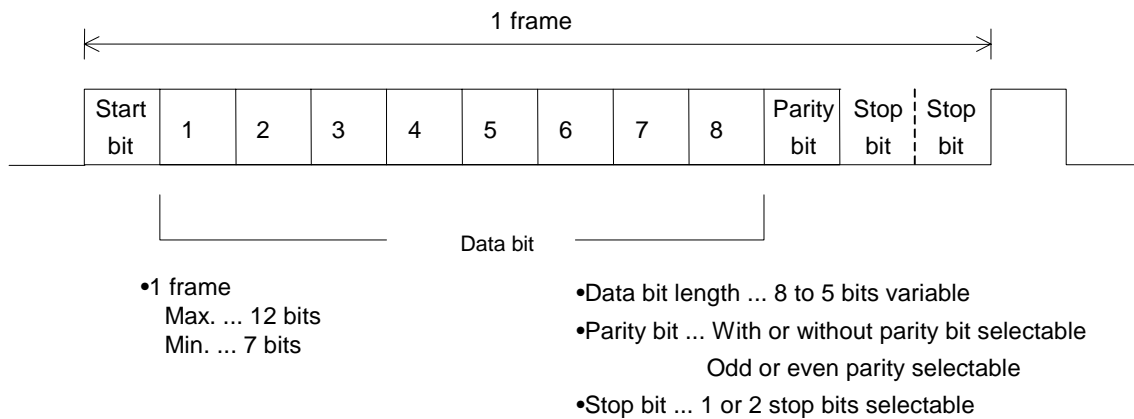 1 frame
Start bit 1 2 3 4 5 6 7 8 Parity bit Stop bit Stop bit
Data bit
•1 frame
Max. ... 12 bits
Min. ... 7 bits
•Data bit length ... 8 to 5 bits variable
•Parity bit ... With or without parity bit selectable
Odd or even parity selectable
•Stop bit ... 1 or 2 stop bits selectable